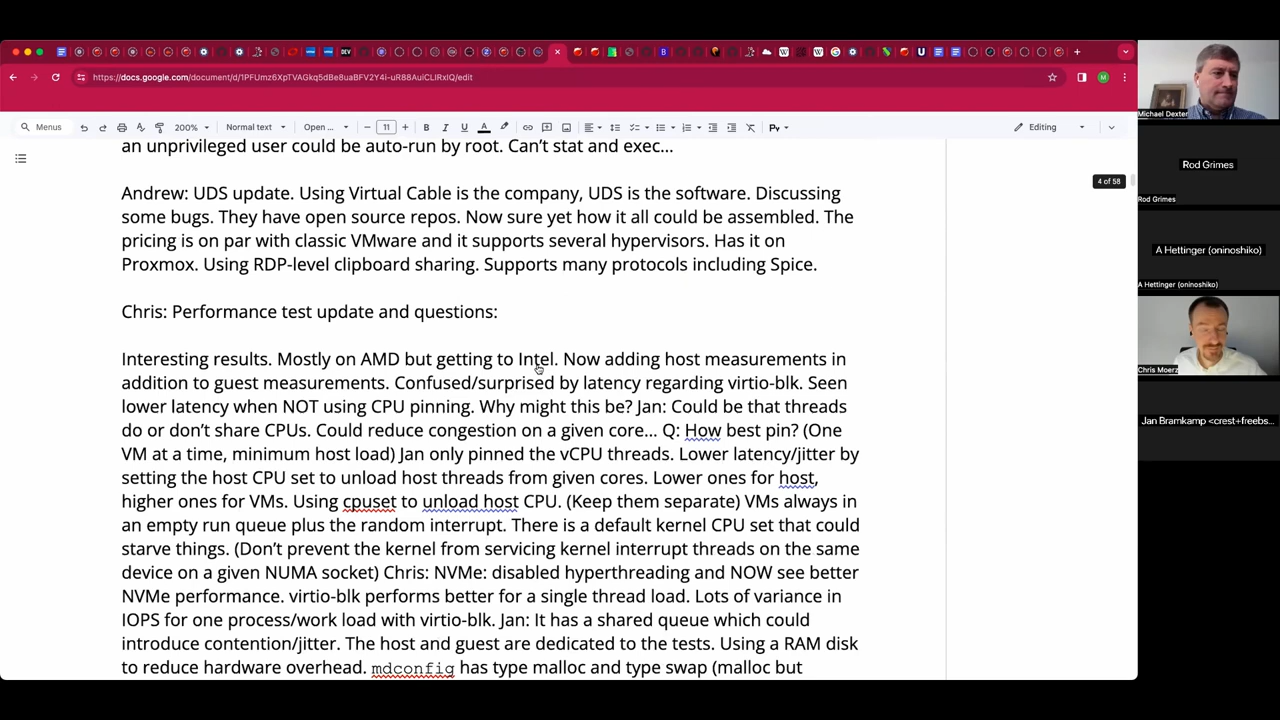 DEV
https://docs.google.com/document/d/1PFUmz6XpTVAGkq5dBe8uaBFV2Y4i-uR88AuiCLIRxIQ/edit
M
Menus
200%
Normal text
Open ...
11
B
I
U
A
Editing
an unprivileged user could be auto-run by root. Can't stat and exec...
4 of 58
Andrew: UDS update. Using Virtual Cable is the company, UDS is the software. Discussing
some bugs. They have open source repos. Now sure yet how it all could be assembled. The
pricing is on par with classic VMware and it supports several hypervisors. Has it on
Proxmox. Using RDP-level clipboard sharing. Supports many protocols including Spice.
Chris: Performance test update and questions:
Interesting results. Mostly on AMD but getting to Intel. Now adding host measurements in
addition to guest measurements. Confused/surprised by latency regarding virtio-blk. Seen
lower latency when NOT using CPU pinning. Why might this be? Jan: Could be that threads
do or don't share CPUs. Could reduce congestion on a given core... Q: How best pin? (One
VM at a time, minimum host load) Jan only pinned the vCPU threads. Lower latency/jitter by
setting the host CPU set to unload host threads from given cores. Lower ones for host,
higher ones for VMs. Using cpuset to unload host CPU. (Keep them separate) VMs always in
an empty run queue plus the random interrupt. There is a default kernel CPU set that could
starve things. (Don't prevent the kernel from servicing kernel interrupt threads on the same
device on a given NUMA socket) Chris: NVMe: disabled hyperthreading and NOW see better
NVMe performance. virtio-blk performs better for a single thread load. Lots of variance in
IOPS for one process/work load with virtio-blk. Jan: It has a shared queue which could
introduce contention/jitter. The host and guest are dedicated to the tests. Using a RAM disk
to reduce hardware overhead. mdconfig has type malloc and type swap (malloc but
Michael Dexter
Rod Grimes
Rod Grimes
A Hettinger (oninoshiko)
A Hettinger (oninoshiko)
Chris Moerz
Jan Bramkamp <crest+freebs...